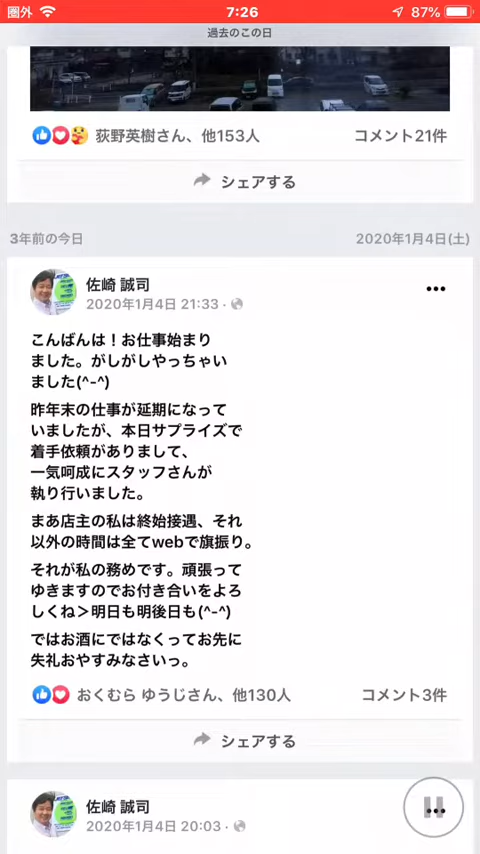 圏外 7:26 87%
過去のこの日
荻野英樹さん、他153人 コメント21件
シェアする
3年前の今日 2020年1月4日(土)
佐崎 誠司
2020年1月4日 21:33 ·
こんばんは！お仕事始まり
ました。がしがしやっちゃい
ました(^-^)
昨年末の仕事が延期になって
いましたが、本日サプライズで
着手依頼がありまして、
一気呵成にスタッフさんが
執り行いました。
まあ店主の私は終始接遇、それ
以外の時間は全てwebで旗振り。
それが私の務めです。頑張って
ゆきますのでお付き合いをよろ
しくね＞明日も明後日も(^-^)
ではお酒にではなくってお先に
失礼おやすみなさいっ。
おくむら ゆうじさん、他130人 コメント3件
シェアする
佐崎 誠司
2020年1月4日 20:03 ·